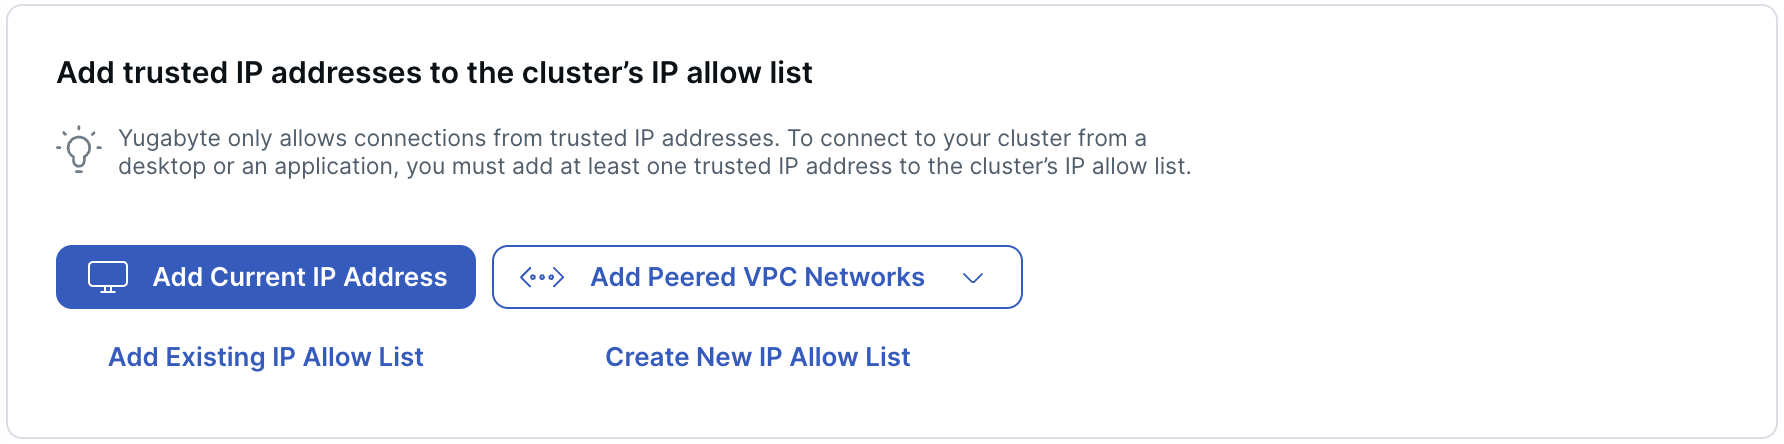 Add trusted IP addresses to the cluster’s IP allow list
Yugabyte only allows connections from trusted IP addresses. To connect to your cluster from a
desktop or an application, you must add at least one trusted IP address to the cluster’s IP allow list.
Add Current IP Address
Add Peered VPC Networks
Add Existing IP Allow List
Create New IP Allow List